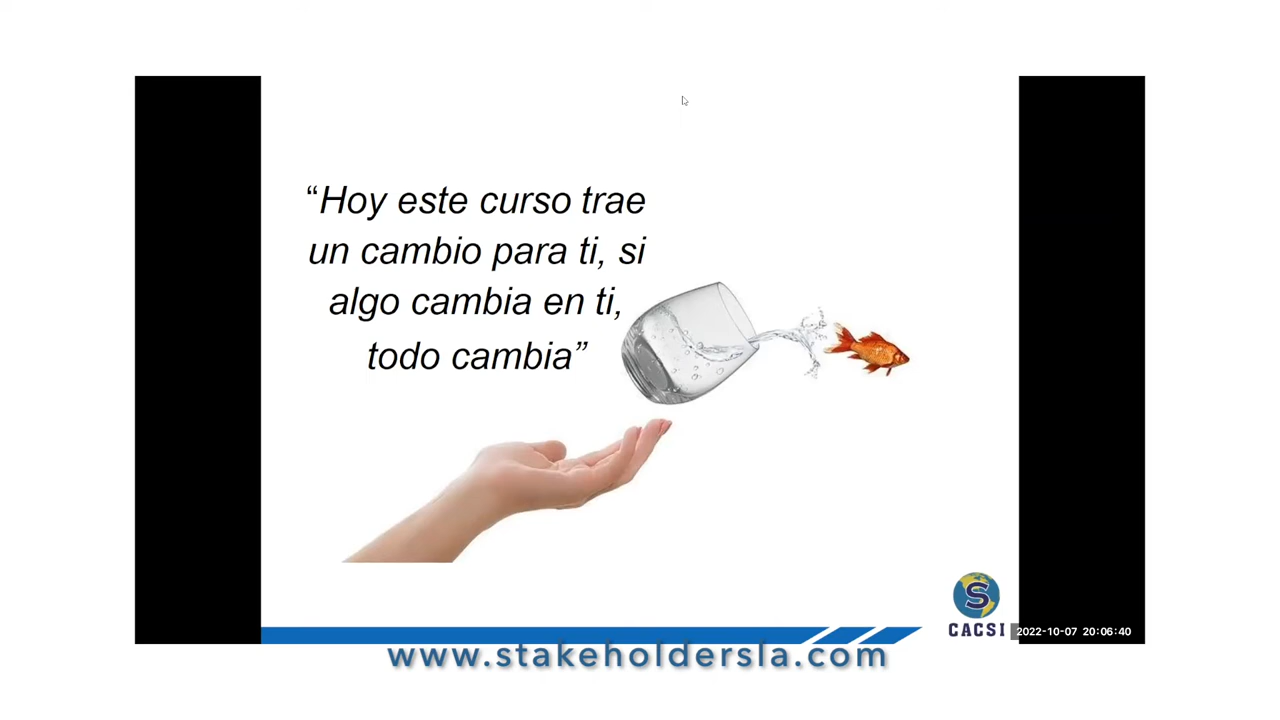 “Hoy este curso trae
un cambio para ti, si
algo cambia en ti,
todo cambia”
S
CACSI
2022-10-07 20:06:40
www.stakeholdersla.com